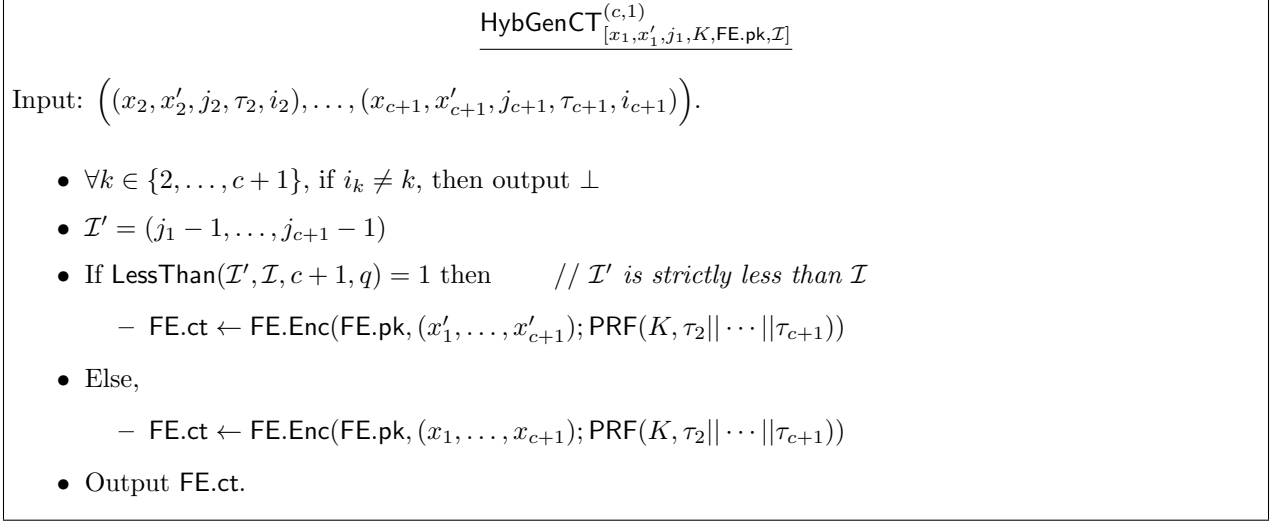 HybGenCT^{(c,1)}_{[x_1,x'_1,j_1,K,FE.pk,\mathcal{I}]}
Input: ((x_2, x'_2, j_2, τ_2, i_2), . . . , (x_{c+1}, x'_{c+1}, j_{c+1}, τ_{c+1}, i_{c+1})).
• ∀k ∈ {2, . . . , c + 1}, if i_k ≠ k, then output ⊥
• \mathcal{I}' = (j_1 − 1, . . . , j_{c+1} − 1)
• If LessThan(\mathcal{I}', \mathcal{I}, c + 1, q) = 1 then // \mathcal{I}' is strictly less than \mathcal{I}
– FE.ct ← FE.Enc(FE.pk, (x'_1, . . . , x'_{c+1}); PRF(K, τ_2|| · · · ||τ_{c+1}))
• Else,
– FE.ct ← FE.Enc(FE.pk, (x_1, . . . , x_{c+1}); PRF(K, τ_2|| · · · ||τ_{c+1}))
• Output FE.ct.